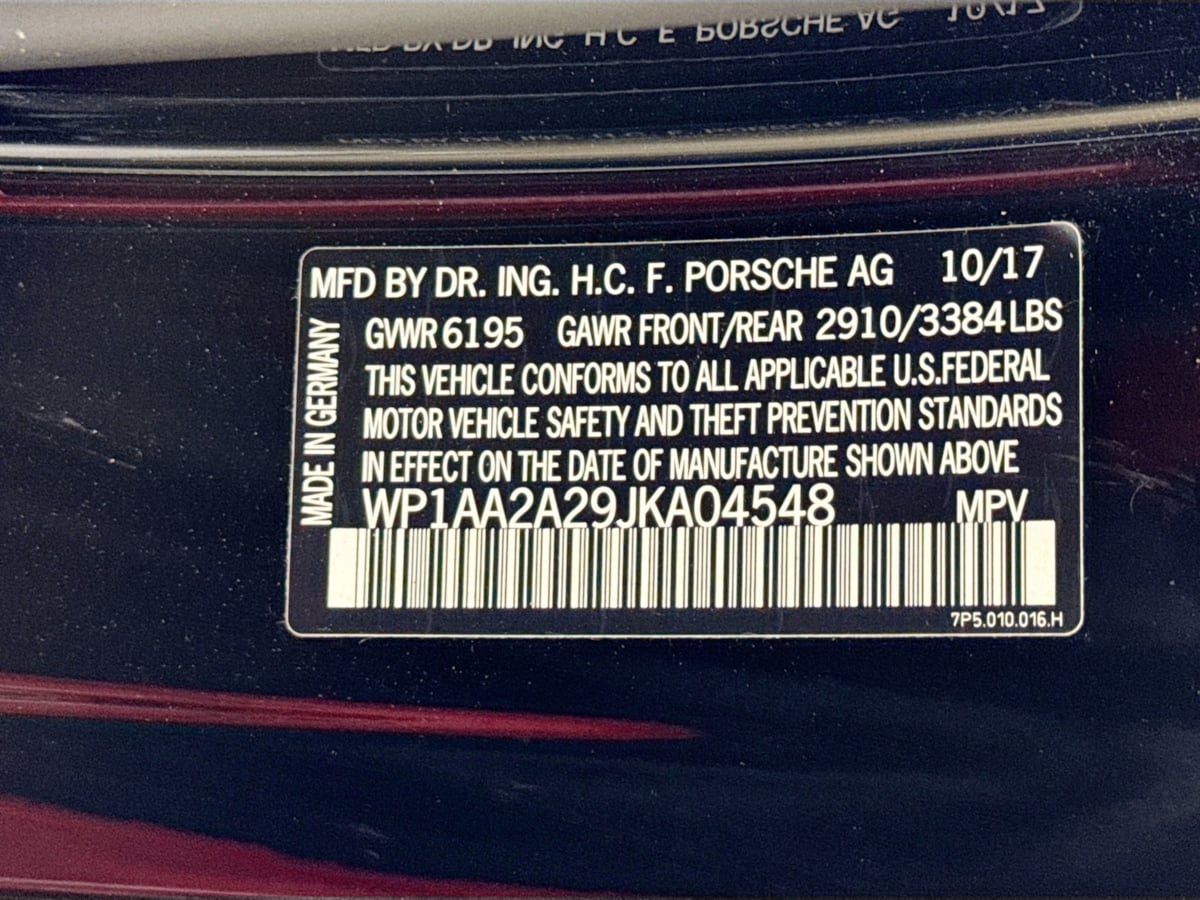 MFD BY DR. ING. H.C. F. PORSCHE AG 10/17
GVWR 6195 GAWR FRONT/REAR 2910/3384 LBS
THIS VEHICLE CONFORMS TO ALL APPLICABLE U.S.FEDERAL
MOTOR VEHICLE SAFETY AND THEFT PREVENTION STANDARDS
IN EFFECT ON THE DATE OF MANUFACTURE SHOWN ABOVE
WP1AA2A29JKA04548 MPV
7P5.010.016.H
MADE IN GERMANY